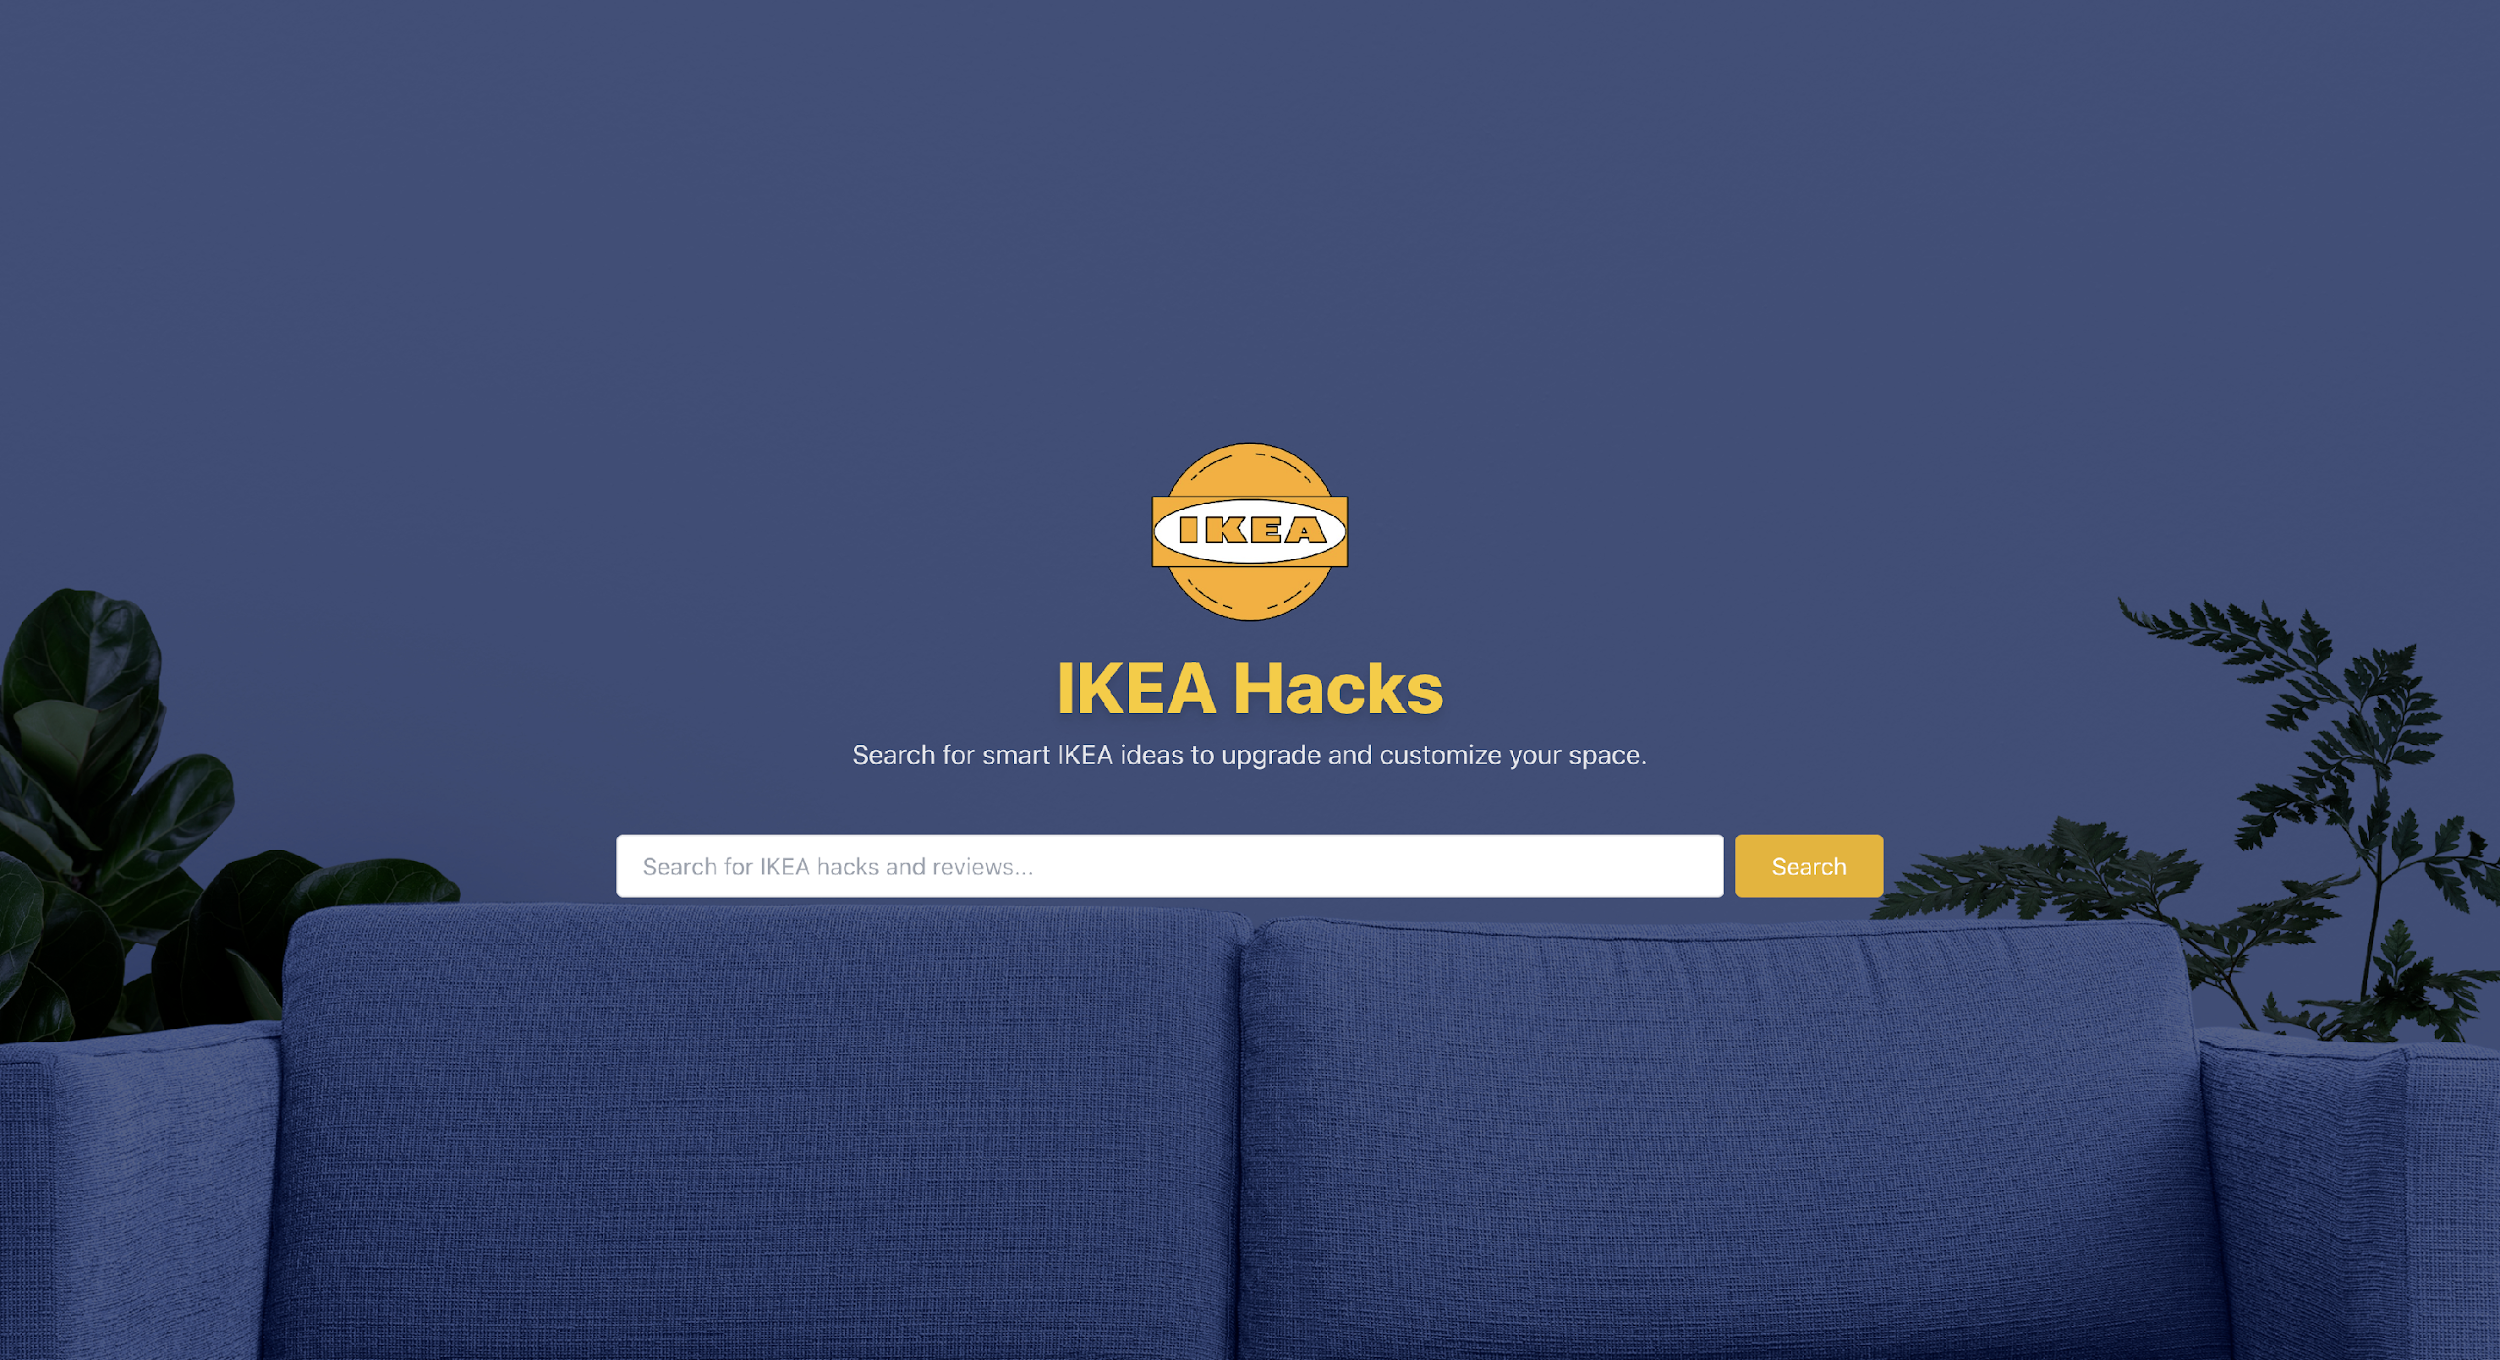 IKEA
IKEA Hacks
Search for smart IKEA ideas to upgrade and customize your space.
Search for IKEA hacks and reviews...
Search